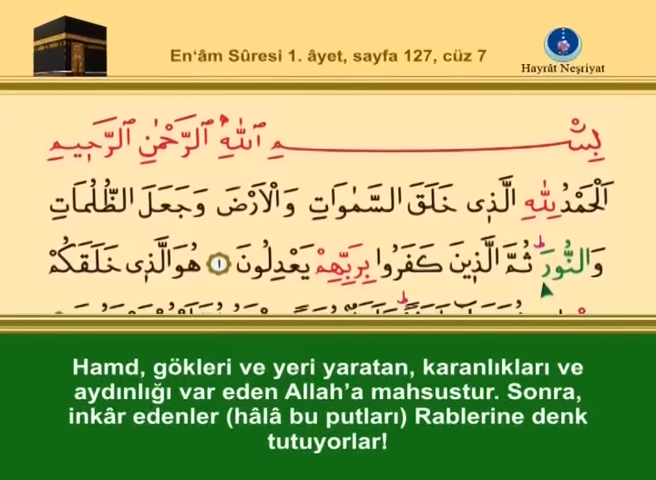 En‘âm Sûresi 1. âyet, sayfa 127, cüz 7
Hayrât Neşriyat
بِسْمِ اللّٰهِ الرَّحْمٰنِ الرَّحِيمِ
اَلْحَمْدُ لِلّٰهِ الَّذٖى خَلَقَ السَّمٰوَاتِ وَالْاَرْضَ وَجَعَلَ الظُّلُمَاتِ
وَالنُّورَ ثُمَّ الَّذٖينَ كَفَرُوا بِرَبِّهِمْ يَعْدِلُونَ ١ هُوَ الَّذٖى خَلَقَكُمْ
Hamd, gökleri ve yeri yaratan, karanlıkları ve
aydınlığı var eden Allah’a mahsustur. Sonra,
inkâr edenler (hâlâ bu putları) Rablerine denk
tutuyorlar!